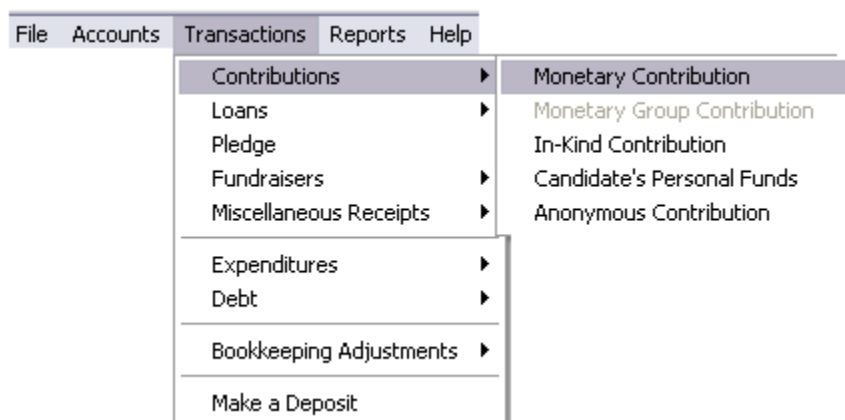 File Accounts Transactions Reports Help
Contributions
Loans
Pledge
Fundraisers
Miscellaneous Receipts
Expenditures
Debt
Bookkeeping Adjustments
Make a Deposit
Monetary Contribution
Monetary Group Contribution
In-Kind Contribution
Candidate's Personal Funds
Anonymous Contribution